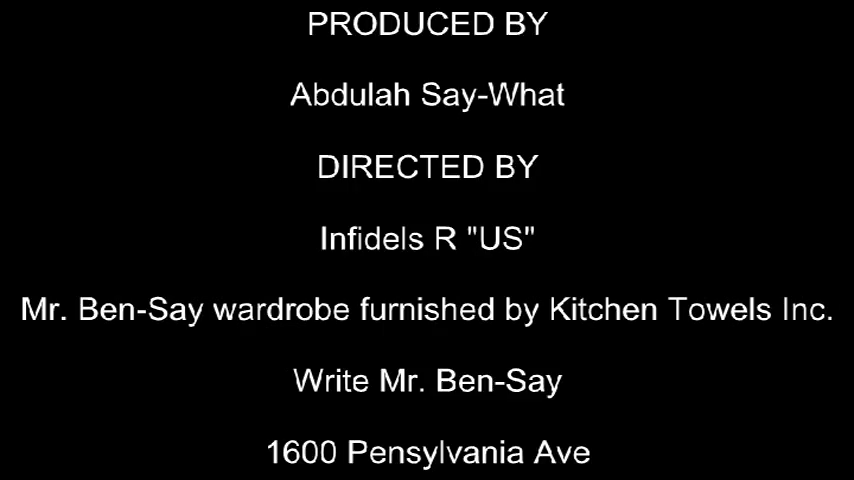 PRODUCED BY
Abdulah Say-What
DIRECTED BY
Infidels R "US"
Mr. Ben-Say wardrobe furnished by Kitchen Towels Inc.
Write Mr. Ben-Say
1600 Pensylvania Ave